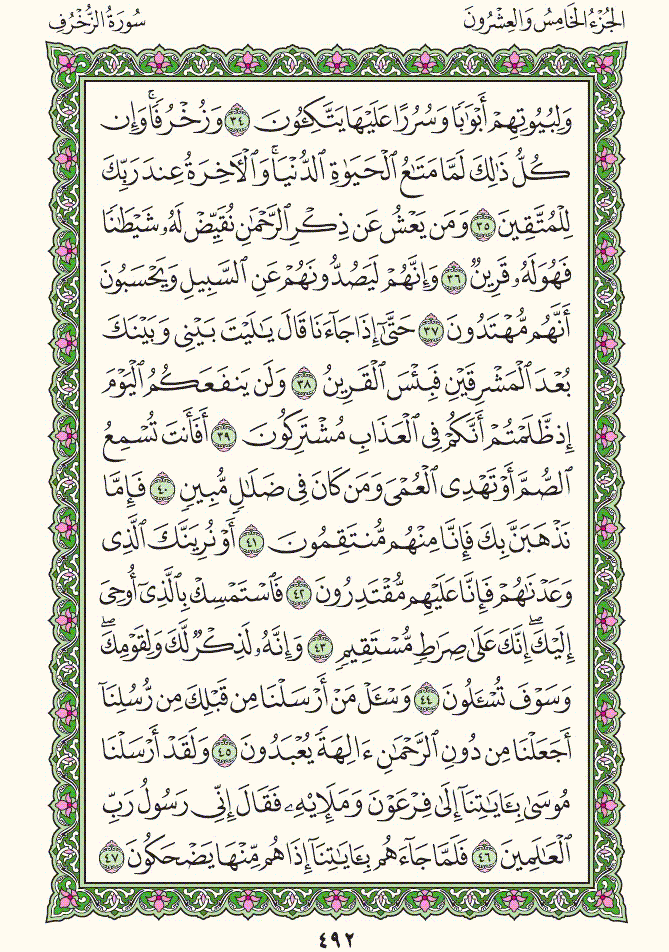 الجُزْءُ الخَامِسُ وَالعِشْرُونَ
سُورَةُ الزُّخْرُفِ
وَلِبُيُوتِهِمْ أَبْوَٰبًا وَسُرُرًا عَلَيْهَا يَتَّكِـُٔونَ ٣٤ وَزُخْرُفًا ۚ وَإِن
كُلُّ ذَٰلِكَ لَمَّا مَتَٰعُ ٱلْحَيَوٰةِ ٱلدُّنْيَا ۚ وَٱلْـَٔاخِرَةُ عِندَ رَبِّكَ
لِلْمُتَّقِينَ ٣٥ وَمَن يَعْشُ عَن ذِكْرِ ٱلرَّحْمَٰنِ نُقَيِّضْ لَهُۥ شَيْطَٰنًا
فَهُوَ لَهُۥ قَرِينٌ ٣٦ وَإِنَّهُمْ لَيَصُدُّونَهُمْ عَنِ ٱلسَّبِيلِ وَيَحْسَبُونَ
أَنَّهُم مُّهْتَدُونَ ٣٧ حَتَّىٰٓ إِذَا جَآءَنَا قَالَ يَٰلَيْتَ بَيْنِى وَبَيْنَكَ
بُعْدَ ٱلْمَشْرِقَيْنِ فَبِئْسَ ٱلْقَرِينُ ٣٨ وَلَن يَنفَعَكُمُ ٱلْيَوْمَ
إِذ ظَّلَمْتُمْ أَنَّكُمْ فِى ٱلْعَذَابِ مُشْتَرِكُونَ ٣٩ أَفَأَنتَ تُسْمِعُ
ٱلصُّمَّ أَوْ تَهْدِى ٱلْعُمْىَ وَمَن كَانَ فِى ضَلَٰلٍ مُّبِينٍ ٤٠ فَإِمَّا
نَذْهَبَنَّ بِكَ فَإِنَّا مِنْهُم مُّنتَقِمُونَ ٤١ أَوْ نُرِيَنَّكَ ٱلَّذِى
وَعَدْنَٰهُمْ فَإِنَّا عَلَيْهِم مُّقْتَدِرُونَ ٤٢ فَٱسْتَمْسِكْ بِٱلَّذِىٓ أُوحِىَ
إِلَيْكَ ۖ إِنَّكَ عَلَىٰ صِرَٰطٍ مُّسْتَقِيمٍ ٤٣ وَإِنَّهُۥ لَذِكْرٌ لَّكَ وَلِقَوْمِكَ ۖ
وَسَوْفَ تُسْـَٔلُونَ ٤٤ وَسْـَٔلْ مَنْ أَرْسَلْنَا مِن قَبْلِكَ مِن رُّسُلِنَآ
أَجَعَلْنَا مِن دُونِ ٱلرَّحْمَٰنِ ءَالِهَةً يُعْبَدُونَ ٤٥ وَلَقَدْ أَرْسَلْنَا
مُوسَىٰ بِـَٔايَٰتِنَآ إِلَىٰ فِرْعَوْنَ وَمَلَإِي۟هِۦ فَقَالَ إِنِّى رَسُولُ رَبِّ
ٱلْعَٰلَمِينَ ٤٦ فَلَمَّا جَآءَهُم بِـَٔايَٰتِنَآ إِذَا هُم مِّنْهَا يَضْحَكُونَ ٤٧
٤٩٢